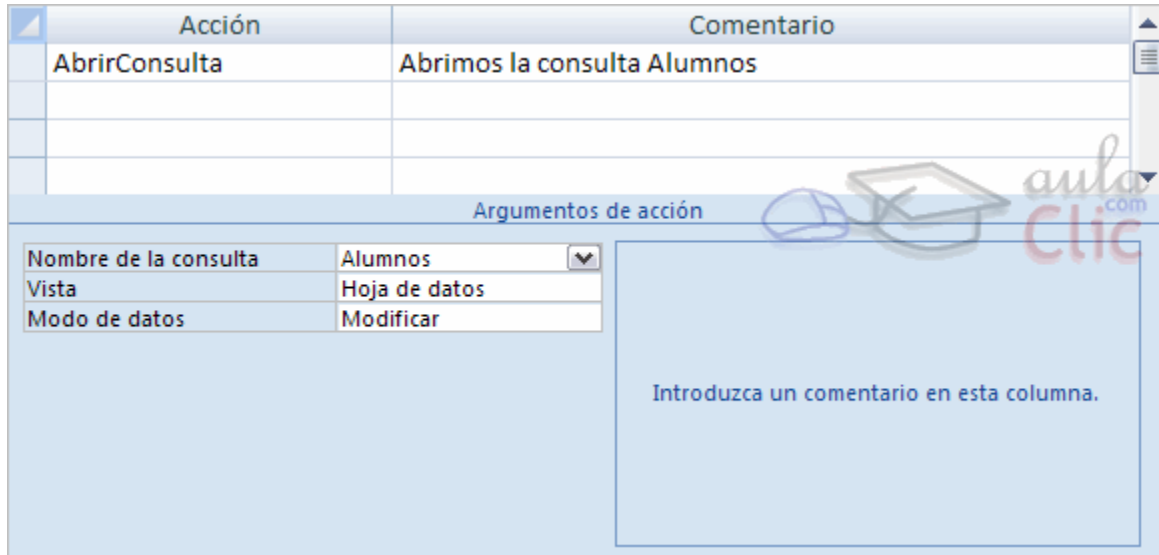 Acción Comentario
AbrirConsulta Abrimos la consulta Alumnos
aula
.com
Clic
Argumentos de acción
Nombre de la consulta Alumnos
Vista Hoja de datos
Modo de datos Modificar
Introduzca un comentario en esta columna.